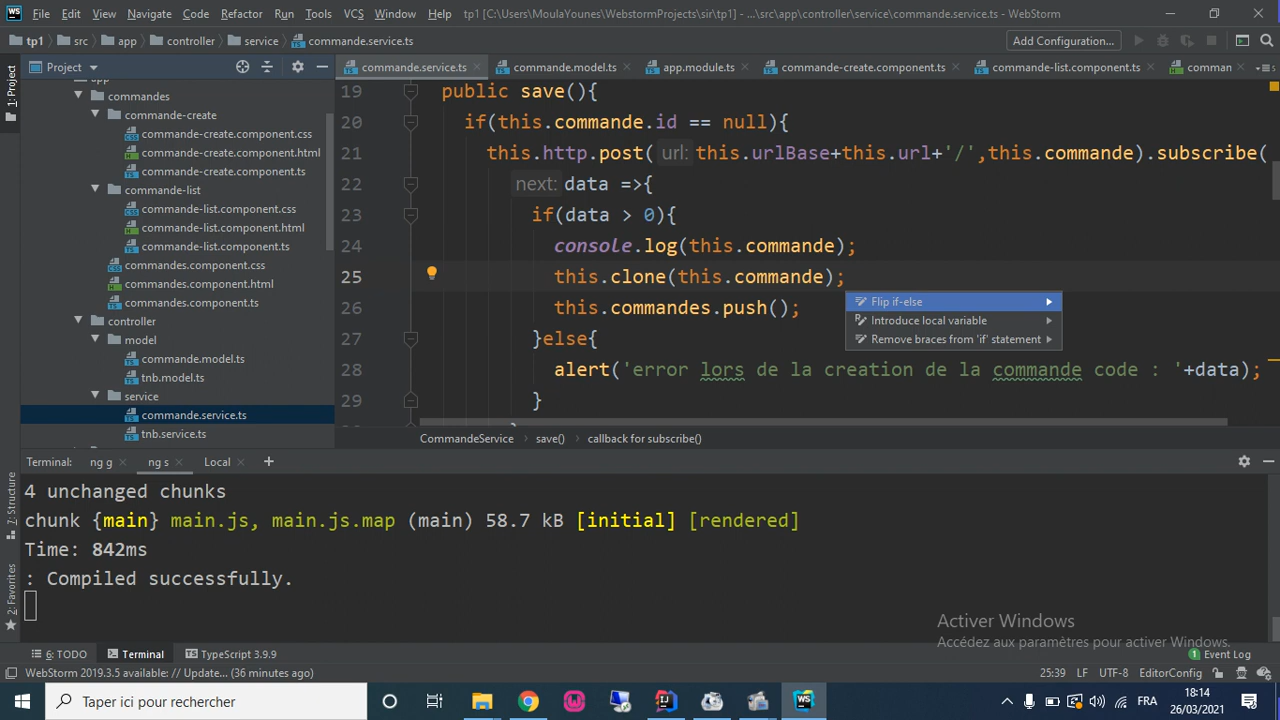 File Edit View Navigate Code Refactor Run Tools VCS Window Help tp1 [C:\Users\MoulaYounes\WebstormProjects\sir\tp1] - ...\src\app\controller\service\commande.service.ts - WebStorm
tp1 src app controller service commande.service.ts Add Configuration...
1: Project
Project
commande.service.ts commande.model.ts app.module.ts commande-create.component.ts commande-list.component.ts comman
app
commandes
commande-create
commande-create.component.css
commande-create.component.html
commande-create.component.ts
commande-list
commande-list.component.css
commande-list.component.html
commande-list.component.ts
commandes.component.css
commandes.component.html
commandes.component.ts
controller
model
commande.model.ts
tnb.model.ts
service
commande.service.ts
tnb.service.ts
19 public save(){
20 if(this.commande.id == null){
21 this.http.post( url: this.urlBase+this.url+'/',this.commande).subscribe(
22 next: data =>{
23 if(data > 0){
24 console.log(this.commande);
25 this.clone(this.commande);
26 this.commandes.push();
27 }else{
28 alert('error lors de la creation de la commande code : '+data);
29 }
Flip if-else
Introduce local variable
Remove braces from 'if' statement
CommandeService save() callback for subscribe()
Terminal: ng g ng s Local +
4 unchanged chunks
chunk {main} main.js, main.js.map (main) 58.7 kB [initial] [rendered]
Time: 842ms
: Compiled successfully.
7: Structure
2: Favorites
Activer Windows
Accédez aux paramètres pour activer Windows.
6: TODO Terminal TypeScript 3.9.9 1 Event Log
WebStorm 2019.3.5 available: // Update... (36 minutes ago) 25:39 LF UTF-8 EditorConfig
Taper ici pour rechercher FRA 18:14
26/03/2021